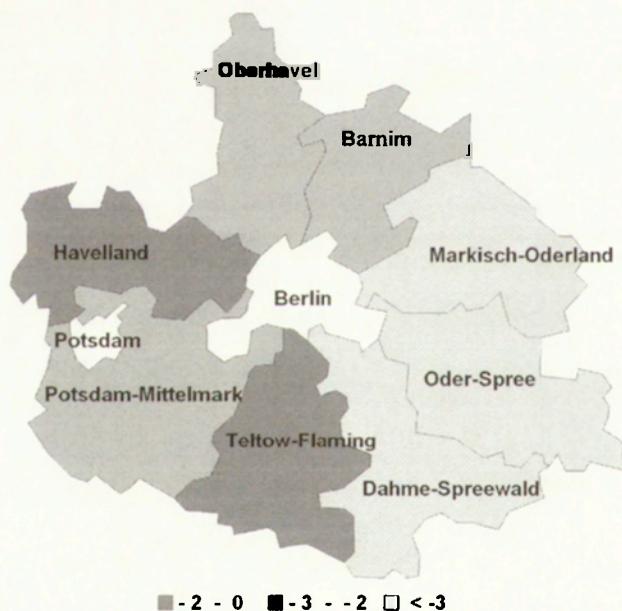 Oberhavel
Barnim
Havelland
Markisch-Oderland
Berlin
Potsdam
Oder-Spree
Potsdam-Mittelmark
Teltow-Flaming
Dahme-Spreewald
-2 - 0 -3 - -2 < -3